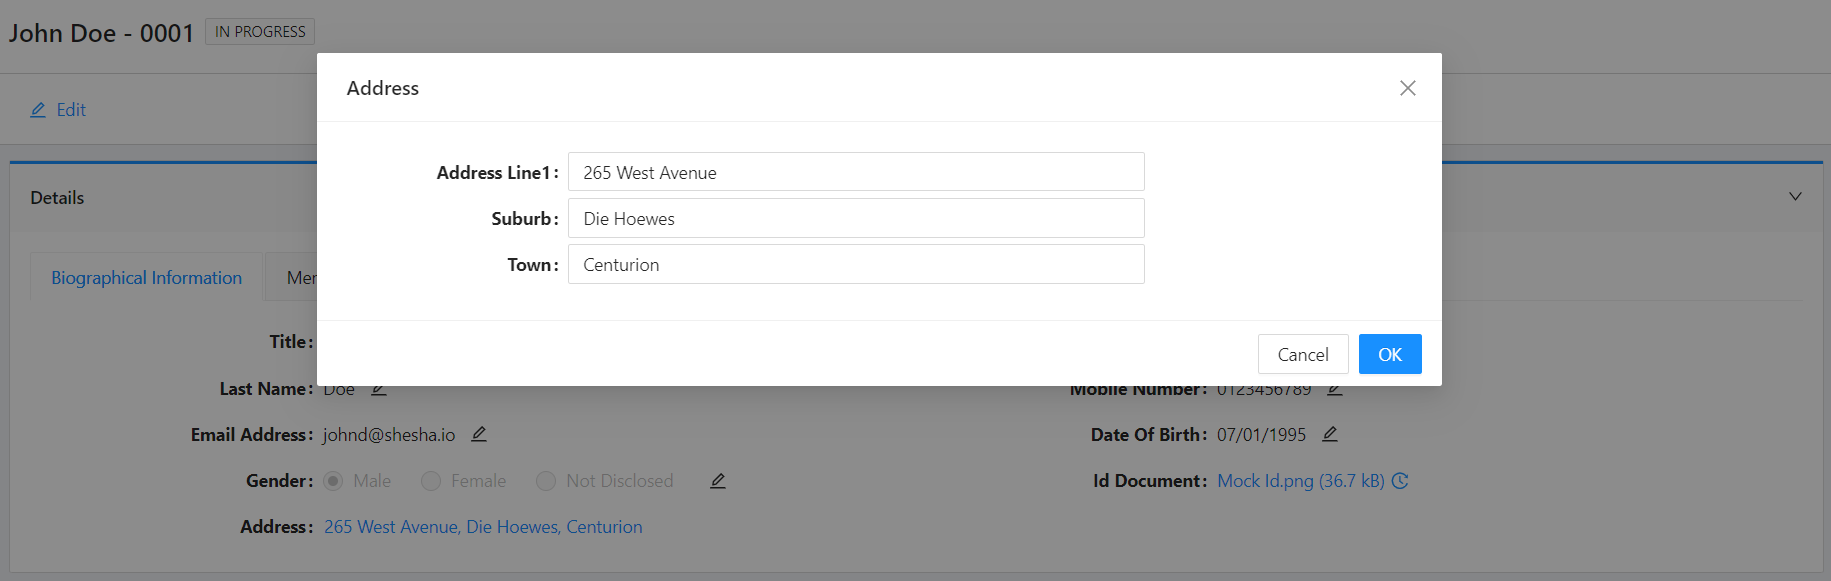 John Doe - 0001 IN PROGRESS
Address
Edit
Address Line1: 265 West Avenue
Suburb: Die Hoewes
Town: Centurion
Details
Biographical Information
Title:
Cancel OK
Last Name: Doe Mobile Number: 0123456789
Email Address: johnd@shesha.io Date Of Birth: 07/01/1995
Gender: Male Female Not Disclosed Id Document: Mock Id.png (36.7 kB)
Address: 265 West Avenue, Die Hoewes, Centurion